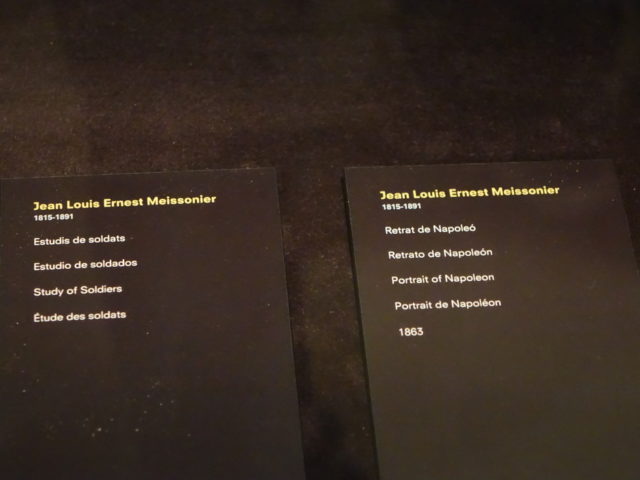 Jean Louis Ernest Meissonier
1815-1891
Estudis de soldats
Estudio de soldados
Study of Soldiers
Étude des soldats
Jean Louis Ernest Meissonier
1815-1891
Retrat de Napoleó
Retrato de Napoleón
Portrait of Napoleon
Portrait de Napoléon
1863